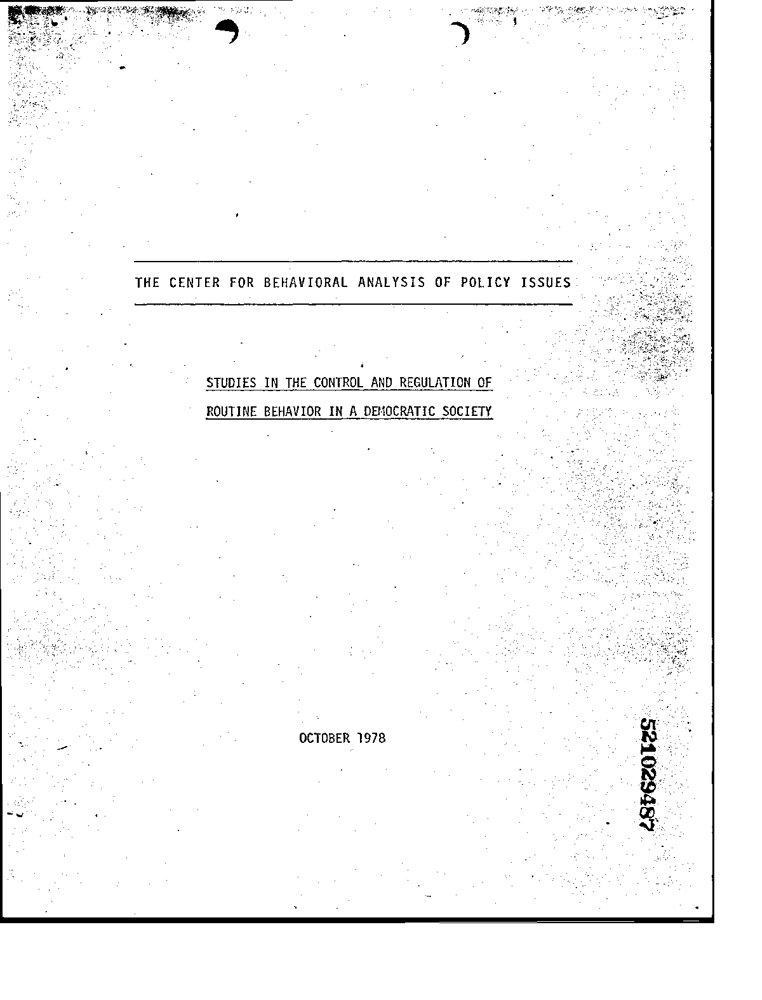 THE CENTER FOR BEHAVIORAL ANALYSIS OF POLICY ISSUES
STUDIES IN THE CONTROL AND REGULATION OF
ROUTINE BEHAVIOR IN A DEMOCRATIC SOCIETY
OCTOBER 1978
521029487